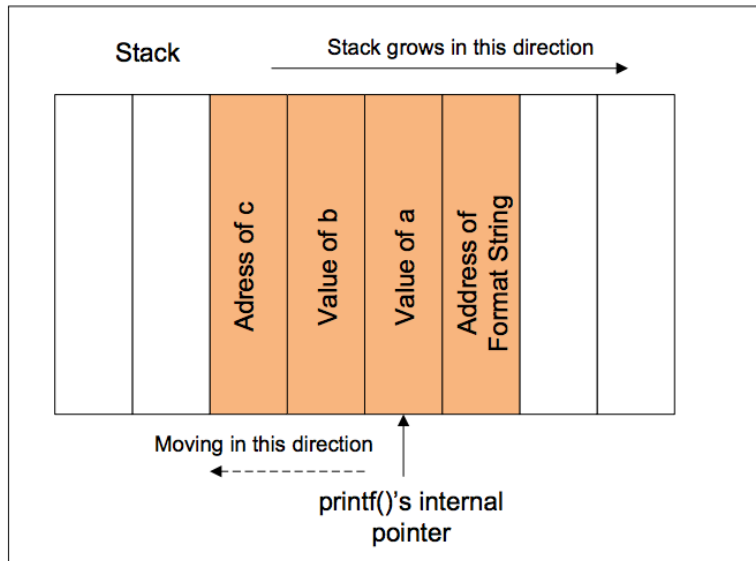 Stack
Stack grows in this direction
Adress of c
Value of b
Value of a
Address of
Format String
Moving in this direction
printf()'s internal
pointer